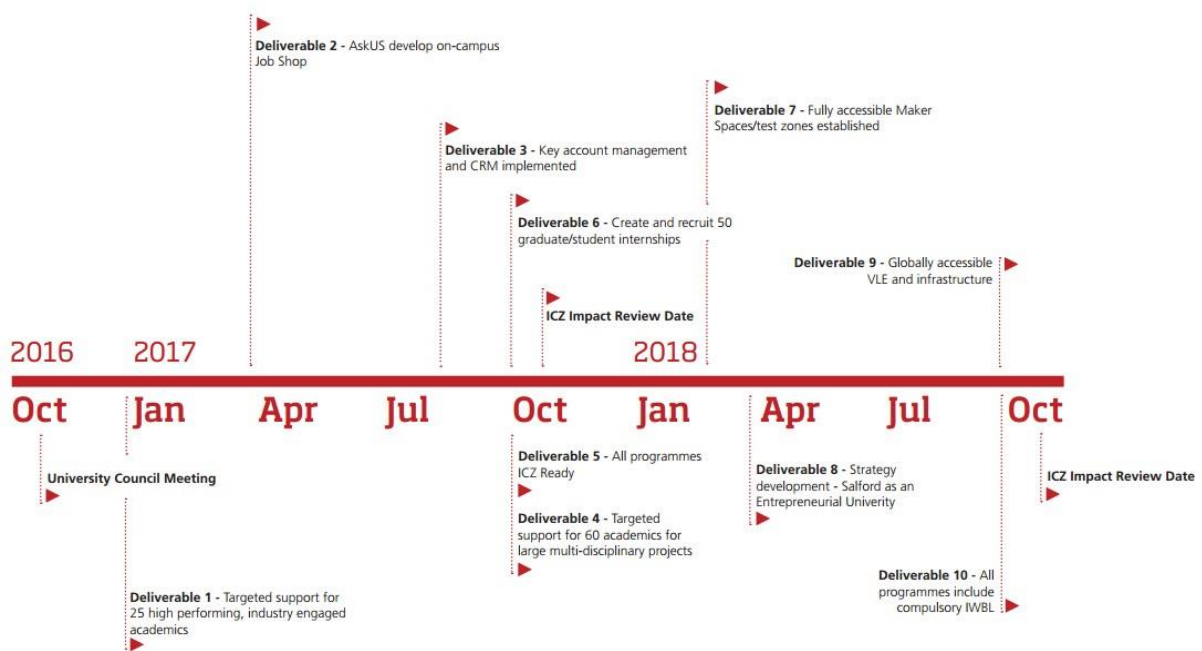 Deliverable 2 - AskUS develop on-campus
Job Shop
Deliverable 7 - Fully accessible Maker
Spaces/test zones established
Deliverable 3 - Key account management
and CRM implemented
Deliverable 6 - Create and recruit 50
graduate/student internships
Deliverable 9 - Globally accessible
VLE and infrastructure
ICZ Impact Review Date
2016 2017 2018
Oct Jan Apr Jul Oct Jan Apr Jul Oct
University Council Meeting
Deliverable 5 - All programmes
ICZ Ready
Deliverable 4 - Targeted
support for 60 academics for
large multi-disciplinary projects
Deliverable 8 - Strategy
development - Salford as an
Entrepreneurial Univerity
ICZ Impact Review Date
Deliverable 1 - Targeted support for
25 high performing, industry engaged
academics
Deliverable 10 - All
programmes include
compulsory IWBL